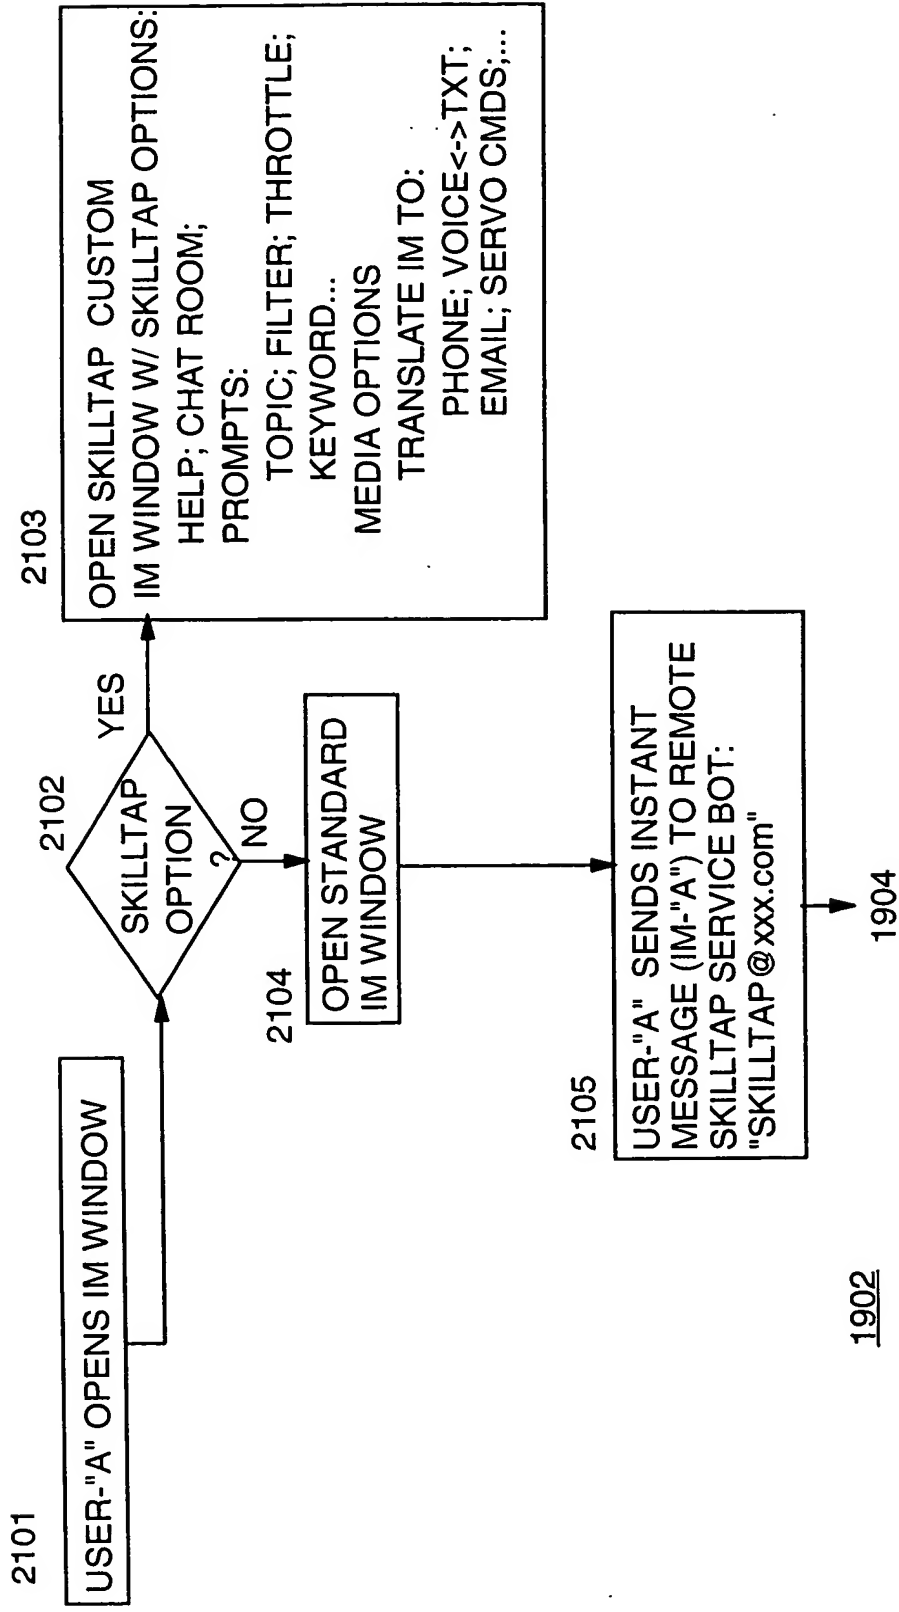 2101
USER-"A" OPENS IM WINDOW
2102
SKILLTAP
OPTION
?
YES
NO
2103
OPEN SKILLTAP CUSTOM
IM WINDOW W/ SKILLTAP OPTIONS:
HELP; CHAT ROOM;
PROMPTS:
TOPIC; FILTER; THROTTLE;
KEYWORD...
MEDIA OPTIONS
TRANSLATE IM TO:
PHONE; VOICE<->TXT;
EMAIL; SERVO CMDS;...
2104
OPEN STANDARD
IM WINDOW
2105
USER-"A" SENDS INSTANT
MESSAGE (IM-"A") TO REMOTE
SKILLTAP SERVICE BOT:
"SKILLTAP@xxx.com"
1904
1902